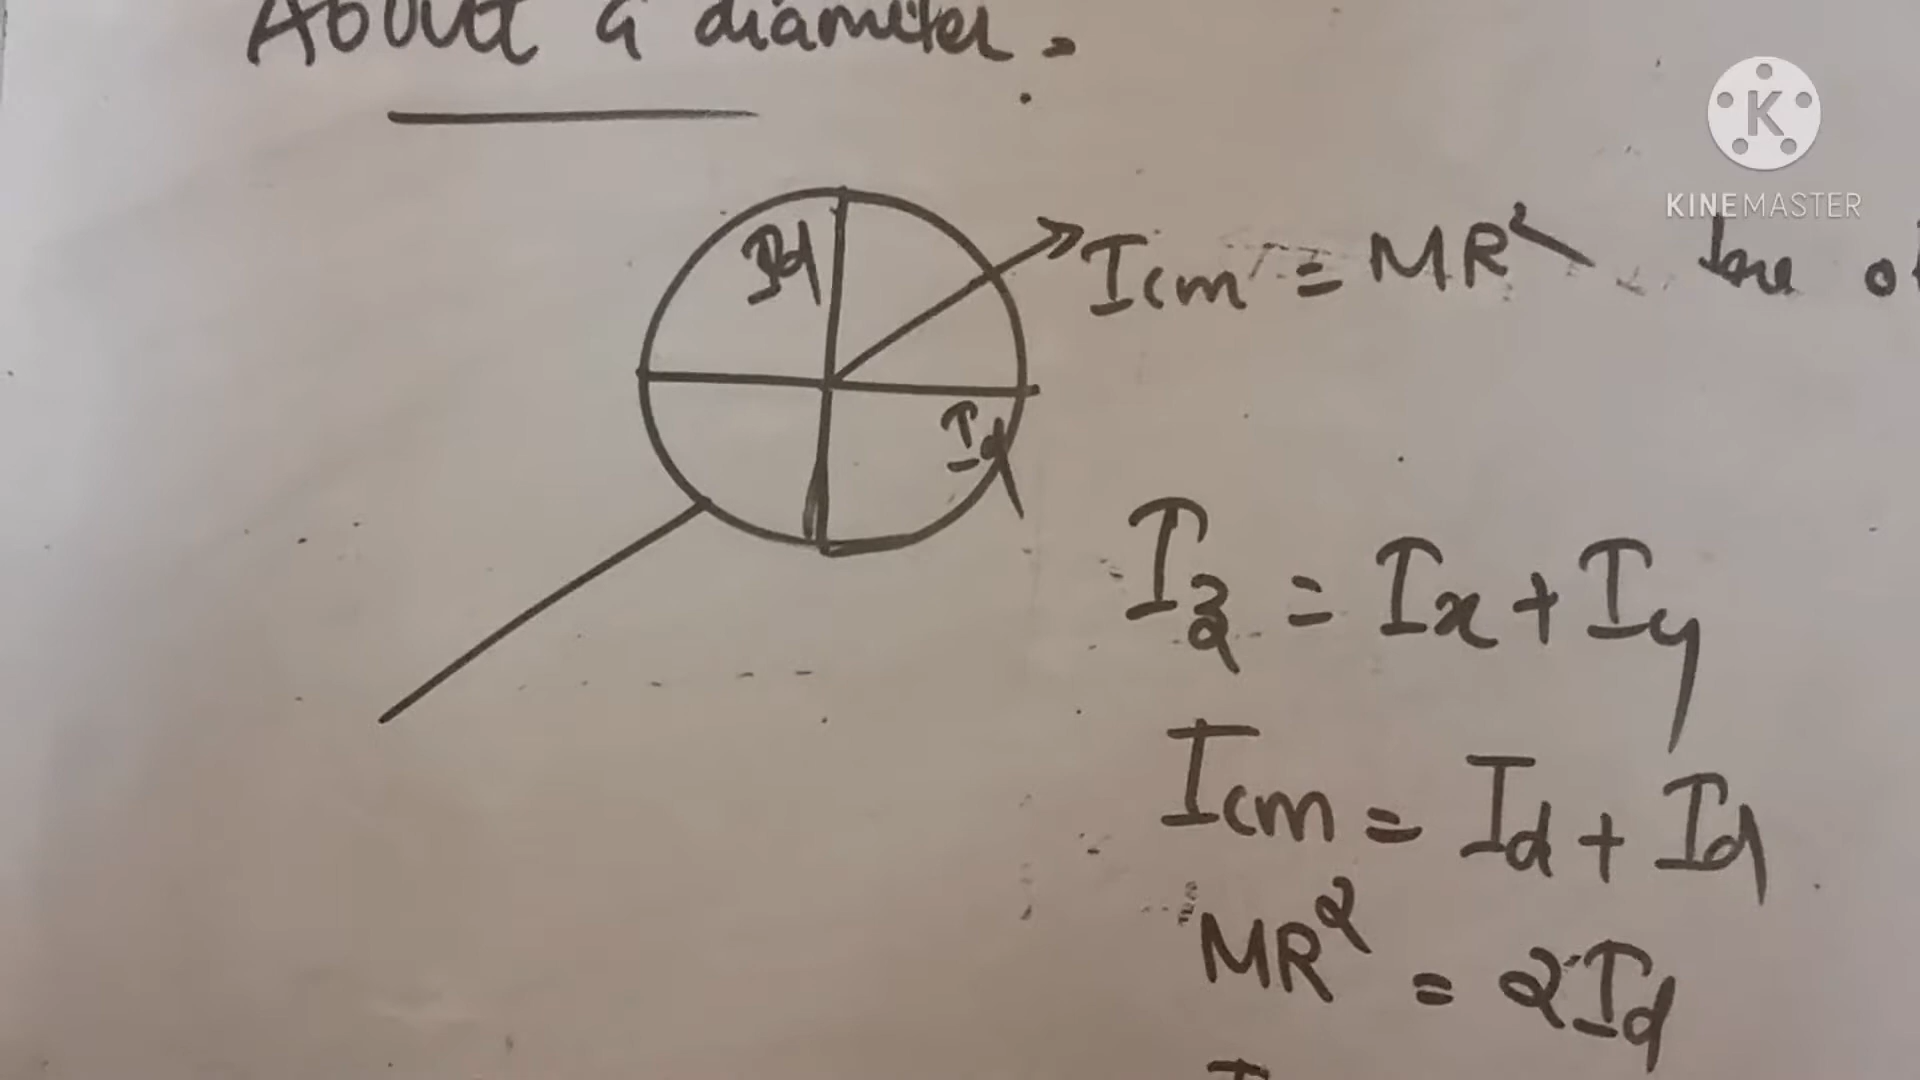 About a diameter.
K
KINEMASTER
Id
Icm = MR²
Id
Iz = Ix + Iy
Icm = Id + Id
MR² = 2Id